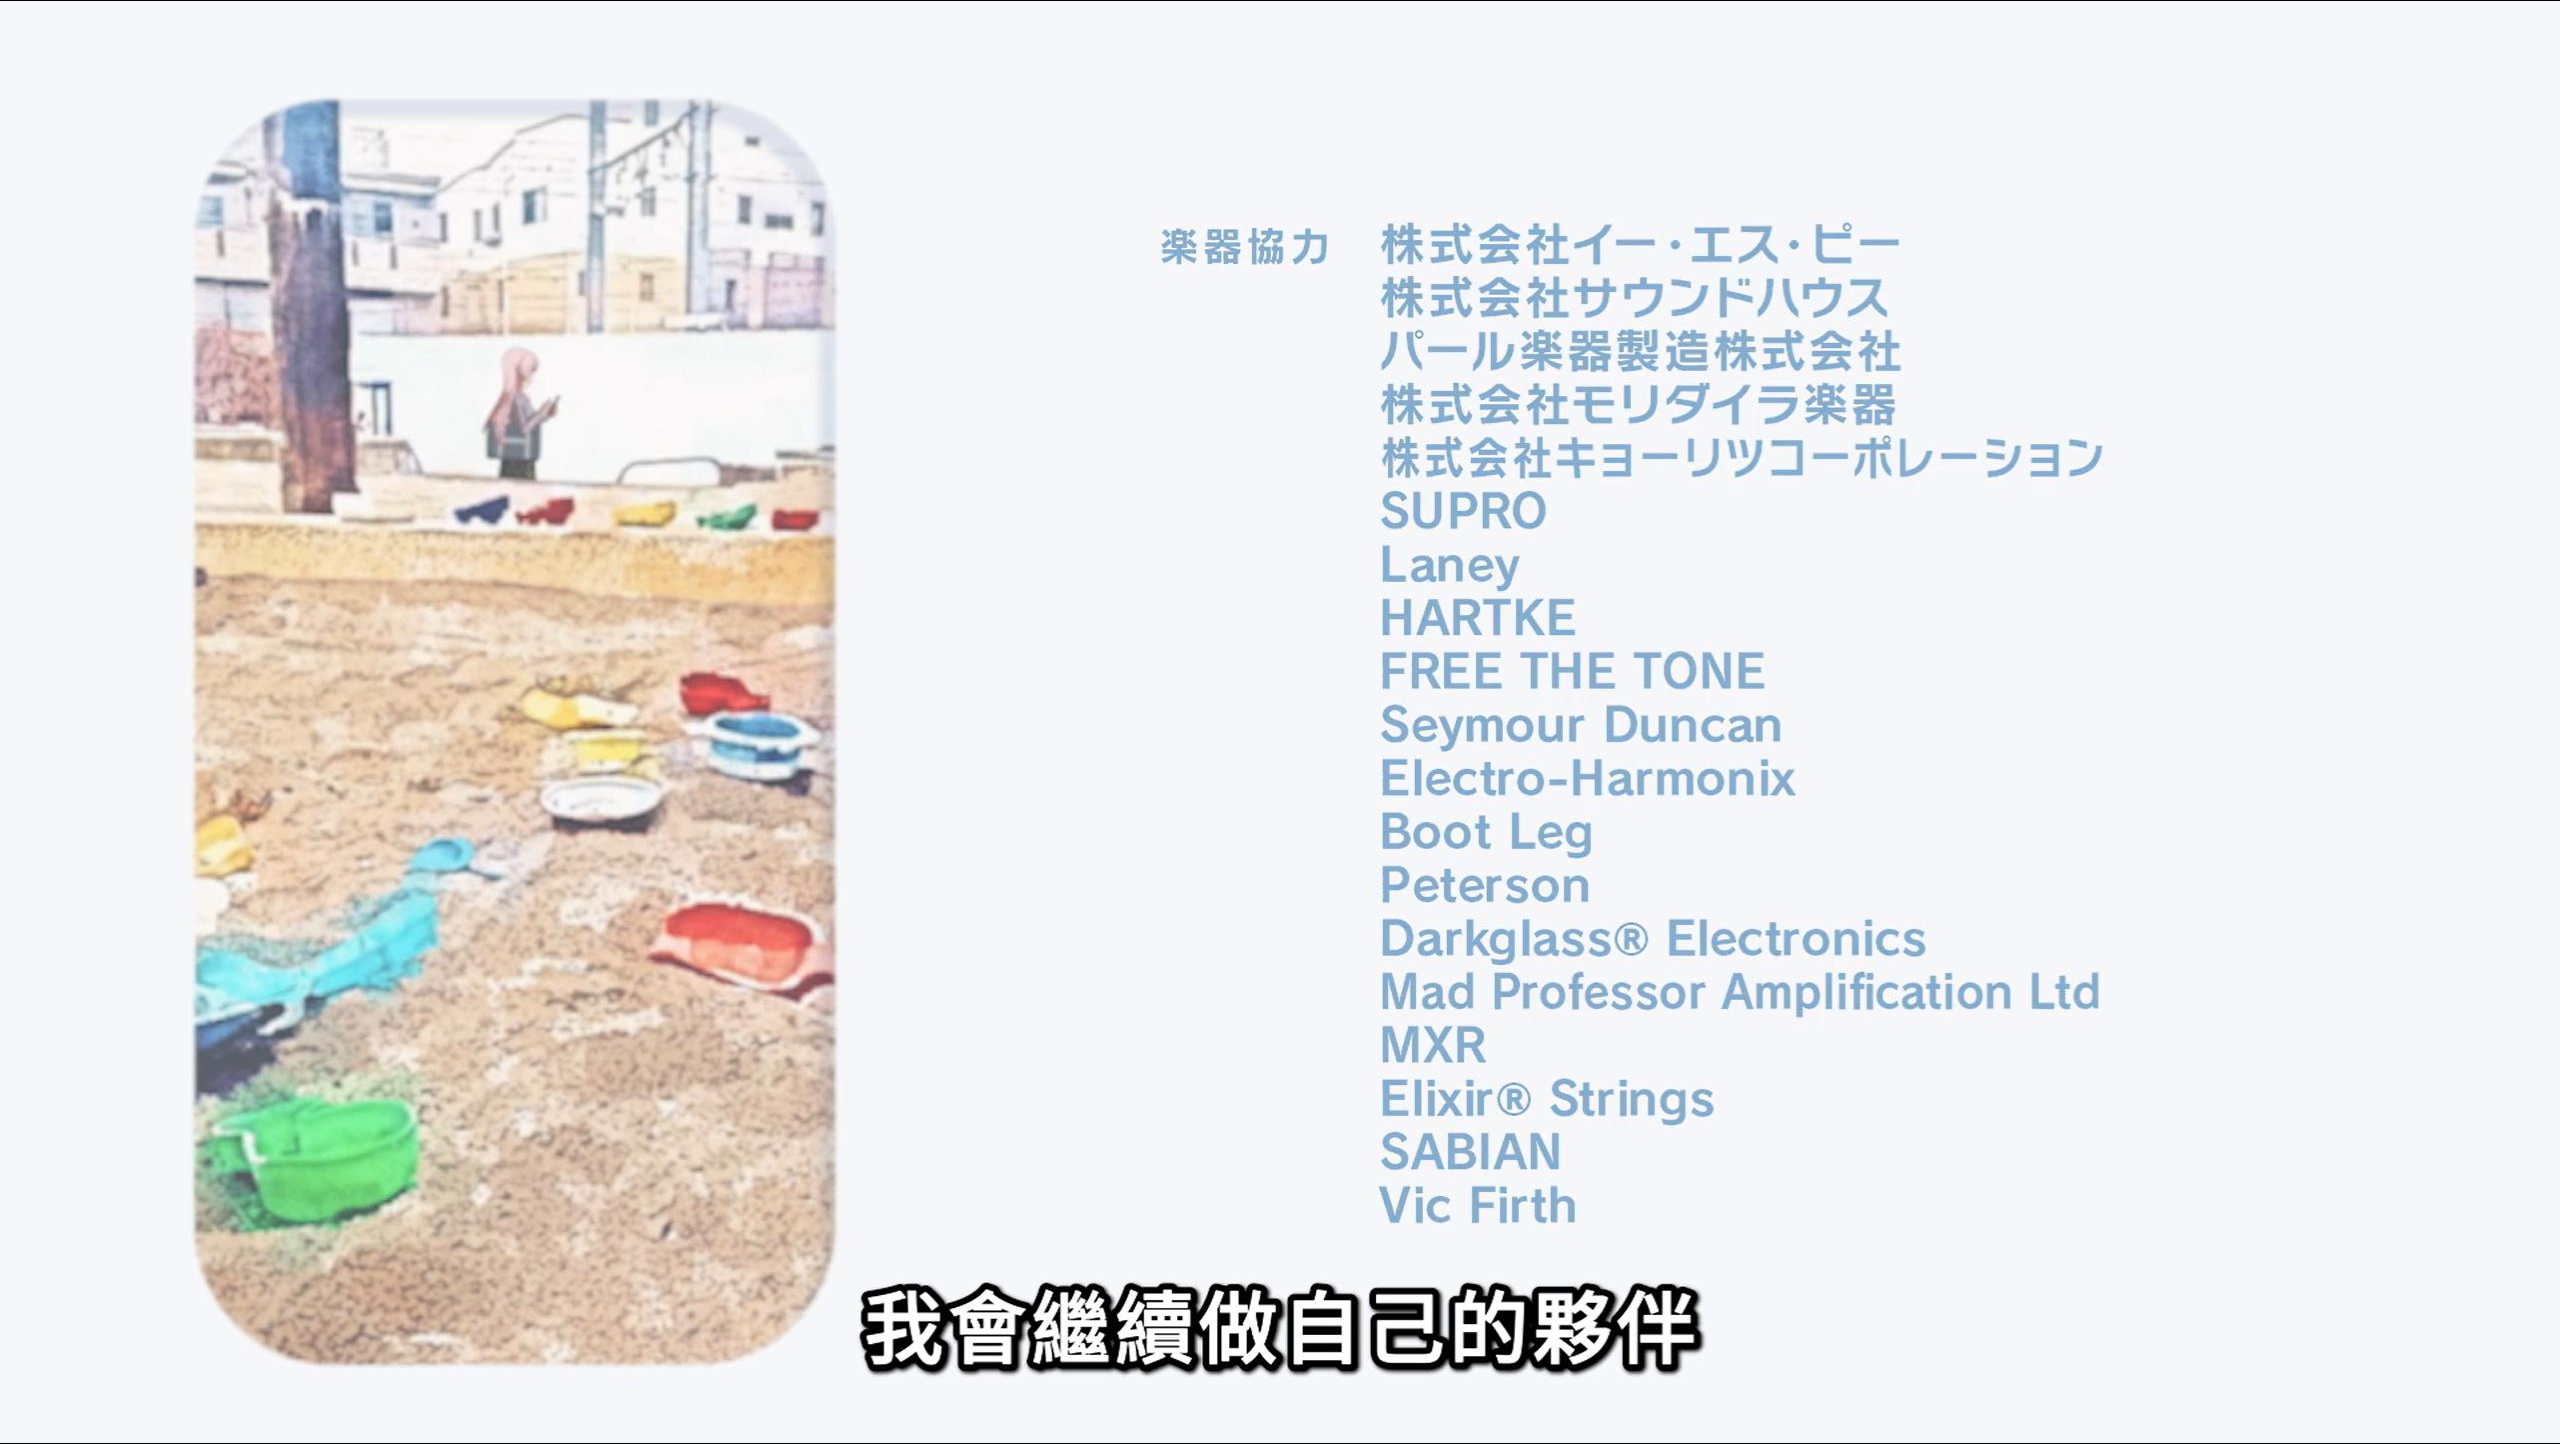 楽器協力 株式会社イー・エス・ピー
株式会社サウンドハウス
パール楽器製造株式会社
株式会社モリダイラ楽器
株式会社キョーリツコーポレーション
SUPRO
Laney
HARTKE
FREE THE TONE
Seymour Duncan
Electro-Harmonix
Boot Leg
Peterson
Darkglass® Electronics
Mad Professor Amplification Ltd
MXR
Elixir® Strings
SABIAN
Vic Firth
我會繼續做自己的夥伴